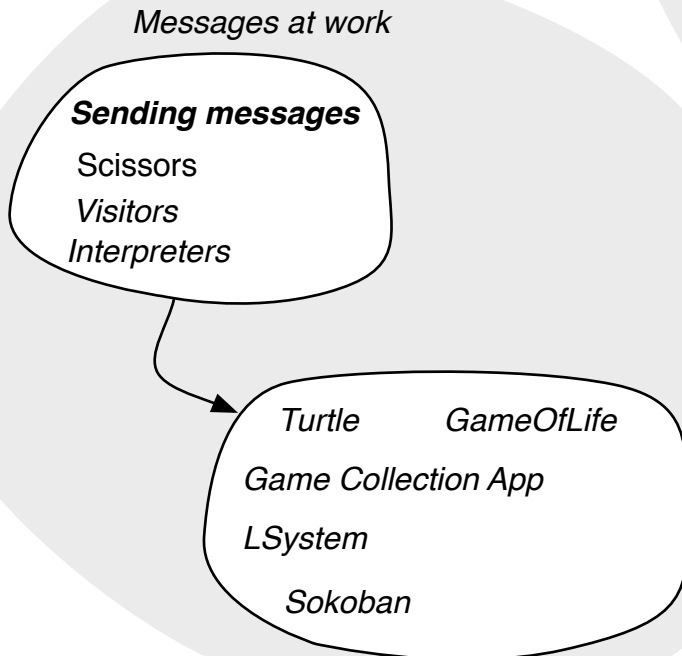 Messages at work
Sending messages
Scissors
Visitors
Interpreters
Turtle GameOfLife
Game Collection App
LSystem
Sokoban